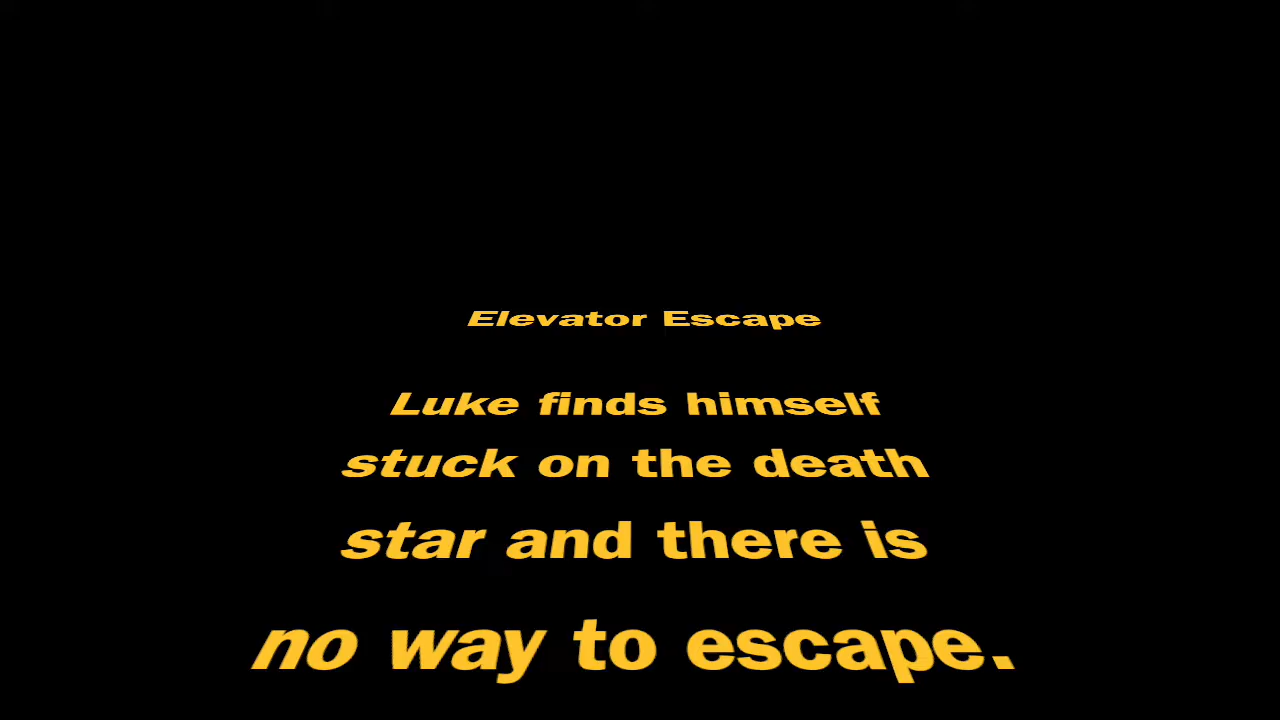 Elevator Escape
Luke finds himself
stuck on the death
star and there is
no way to escape.